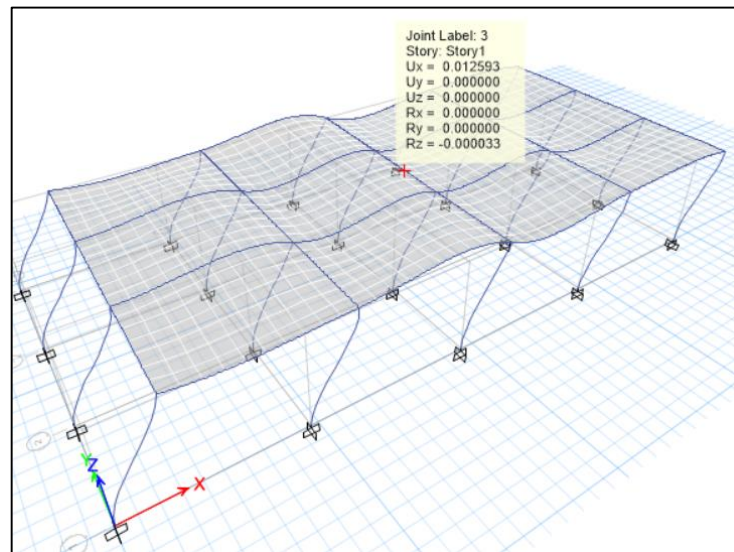 Joint Label: 3
Story: Story1
Ux = 0.012593
Uy = 0.000000
Uz = 0.000000
Rx = 0.000000
Ry = 0.000000
Rz = -0.000033
Y
Z
X